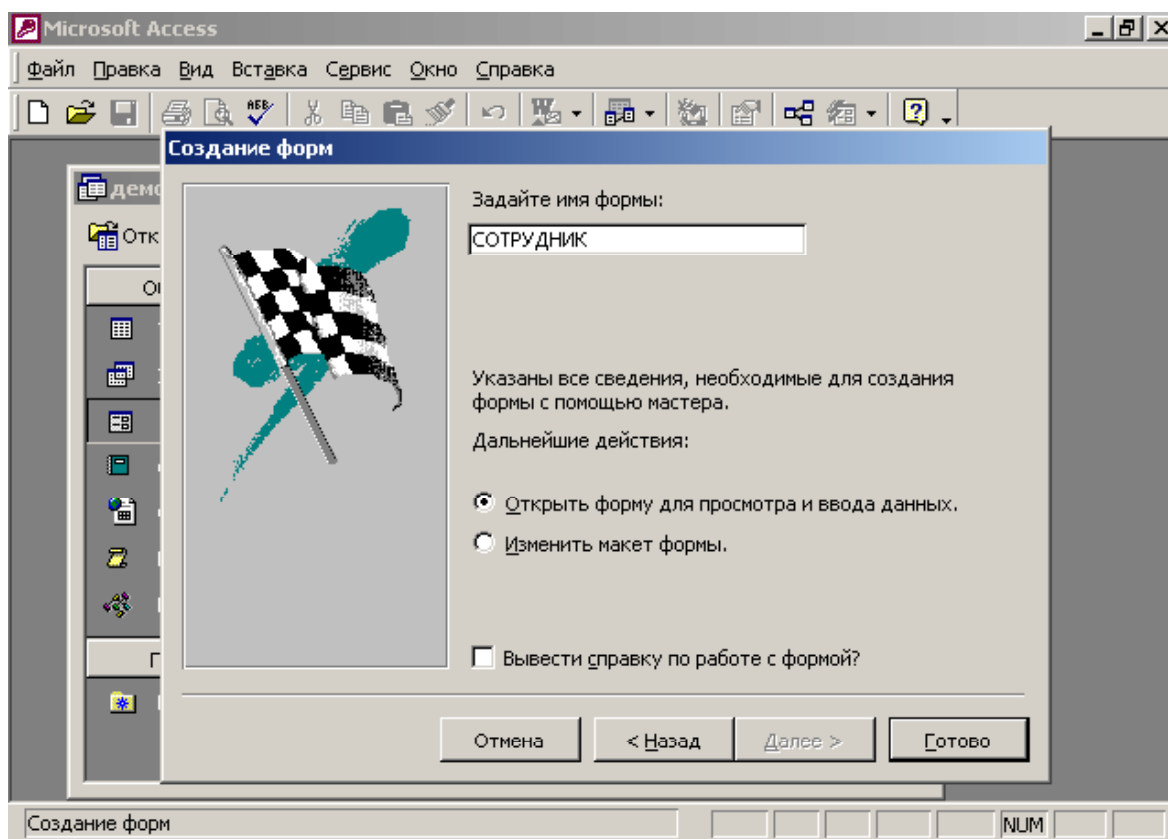 Microsoft Access
Файл Правка Вид Вставка Сервис Окно Справка
Создание форм
Задайте имя формы:
СОТРУДНИК
Указаны все сведения, необходимые для создания
формы с помощью мастера.
Дальнейшие действия:
Открыть форму для просмотра и ввода данных.
Изменить макет формы.
Вывести справку по работе с формой?
Отмена < Назад Далее > Готово
Создание форм NUM